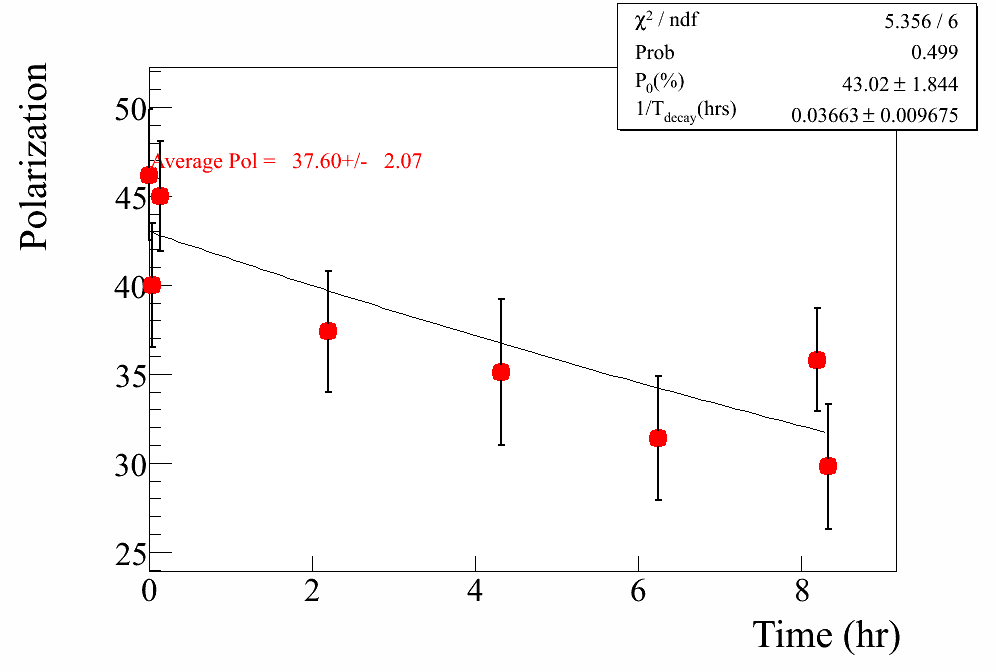 χ² / ndf 5.356 / 6
Prob 0.499
P₀(%) 43.02 ± 1.844
1/T_decay(hrs) 0.03663 ± 0.009675
Polarization
50
Average Pol = 37.60+/- 2.07
45
40
35
30
25
0 2 4 6 8
Time (hr)